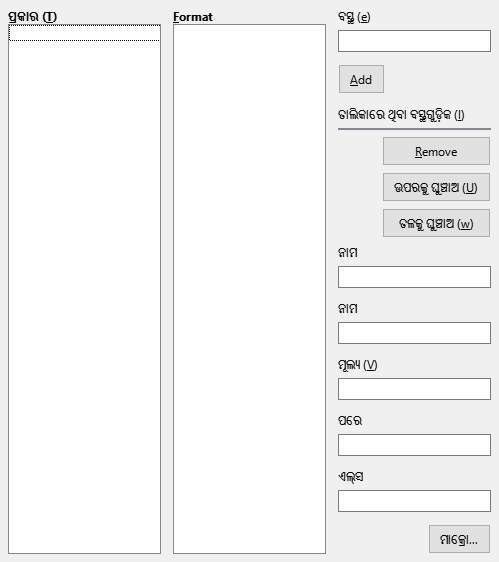 ପ୍ରକାର (T)
Format
ବସ୍ତୁ (e)
Add
ତାଲିକାରେ ଥିବା ବସ୍ତୁଗୁଡ଼ିକ (I)
Remove
ଉପରକୁ ଘୁଞ୍ଚାଅ (U)
ତଳକୁ ଘୁଞ୍ଚାଅ (w)
ନାମ
ନାମ
ମୂଲ୍ୟ (V)
ପରେ
ଏଲ୍ସ
ମାକ୍ରୋ...